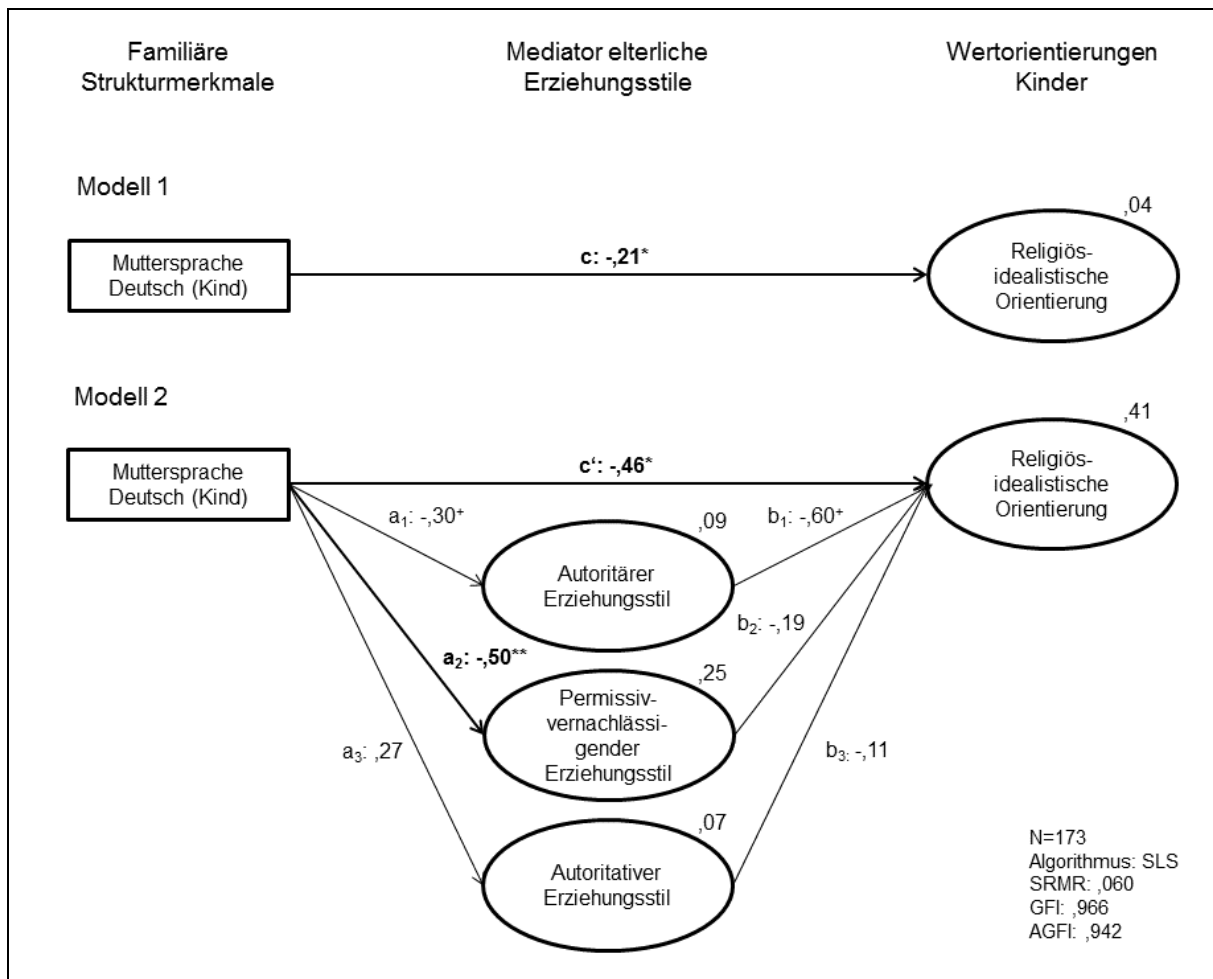 Familiäre
Strukturmerkmale
Mediator elterliche
Erziehungsstile
Wertorientierungen
Kinder
Modell 1
Muttersprache
Deutsch (Kind)
c: -,21*
,04
Religiös-
idealistische
Orientierung
Modell 2
Muttersprache
Deutsch (Kind)
c‘: -,46*
,41
Religiös-
idealistische
Orientierung
a₁: -,30⁺
,09
b₁: -,60⁺
Autoritärer
Erziehungsstil
a₂: -,50**
b₂: -,19
,25
Permissiv-
vernachlässi-
gender
Erziehungsstil
a₃: ,27
b₃: -,11
,07
Autoritativer
Erziehungsstil
N=173
Algorithmus: SLS
SRMR: ,060
GFI: ,966
AGFI: ,942